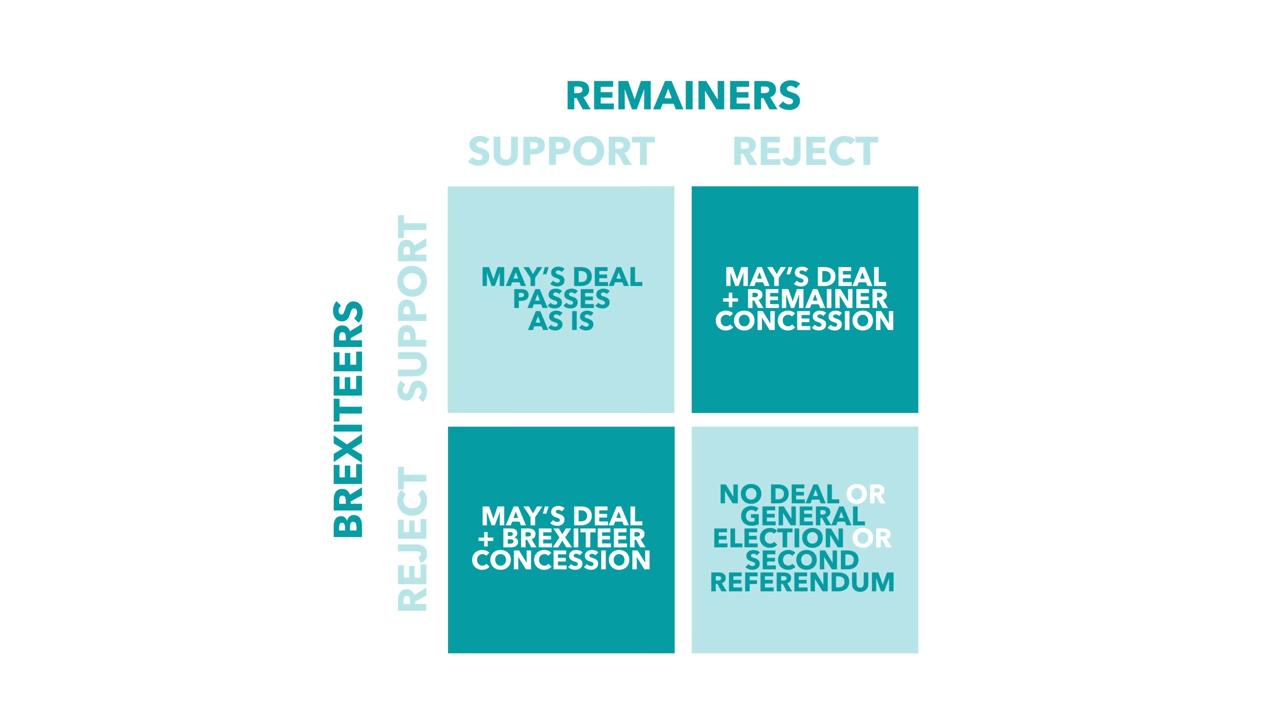 REMAINERS
SUPPORT
REJECT
BREXITEERS
SUPPORT
REJECT
MAY’S DEAL
PASSES
AS IS
MAY’S DEAL
+ REMAINER
CONCESSION
MAY’S DEAL
+ BREXITEER
CONCESSION
NO DEAL OR
GENERAL
ELECTION OR
SECOND
REFERENDUM